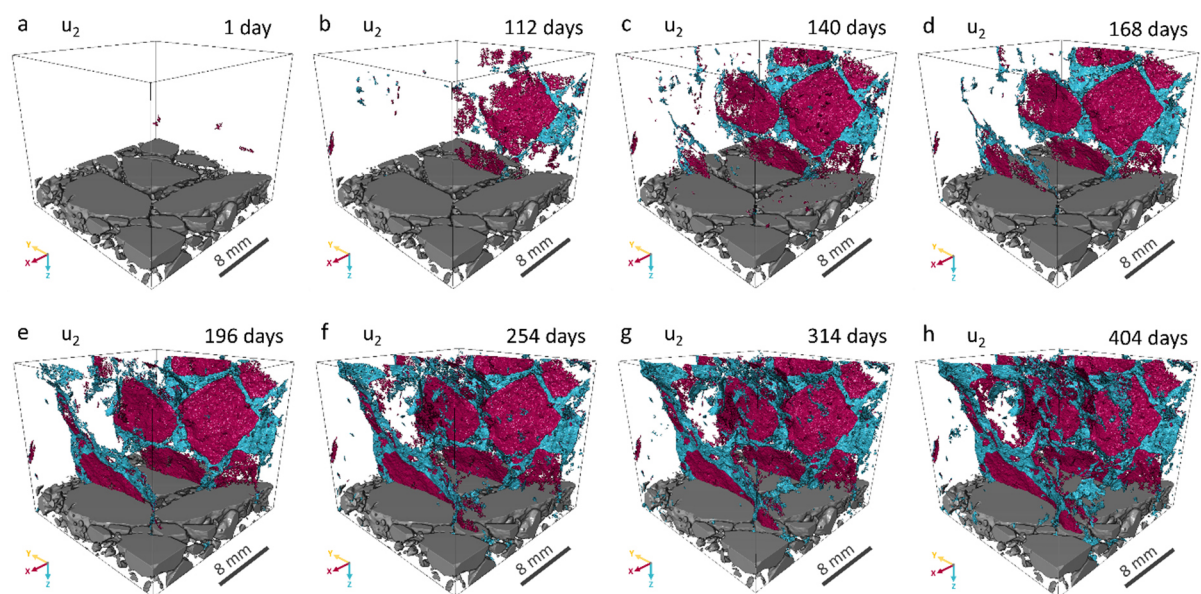 a u₂ 1 day
b u₂ 112 days
c u₂ 140 days
d u₂ 168 days
Y X Z 8 mm
Y X Z 8 mm
Y X Z 8 mm
Y X Z 8 mm
e u₂ 196 days
f u₂ 254 days
g u₂ 314 days
h u₂ 404 days
Y X Z 8 mm
Y X Z 8 mm
Y X Z 8 mm
Y X Z 8 mm